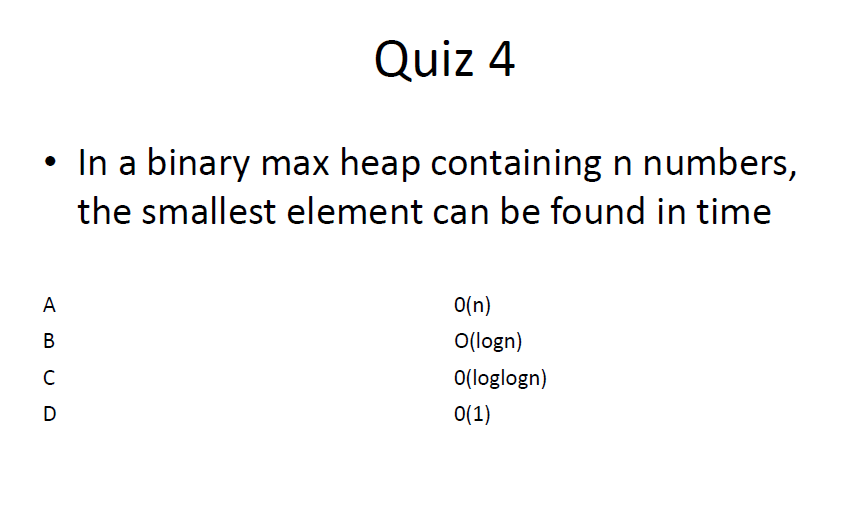 Quiz 4
• In a binary max heap containing n numbers,
the smallest element can be found in time
A 0(n)
B O(logn)
C 0(loglogn)
D 0(1)